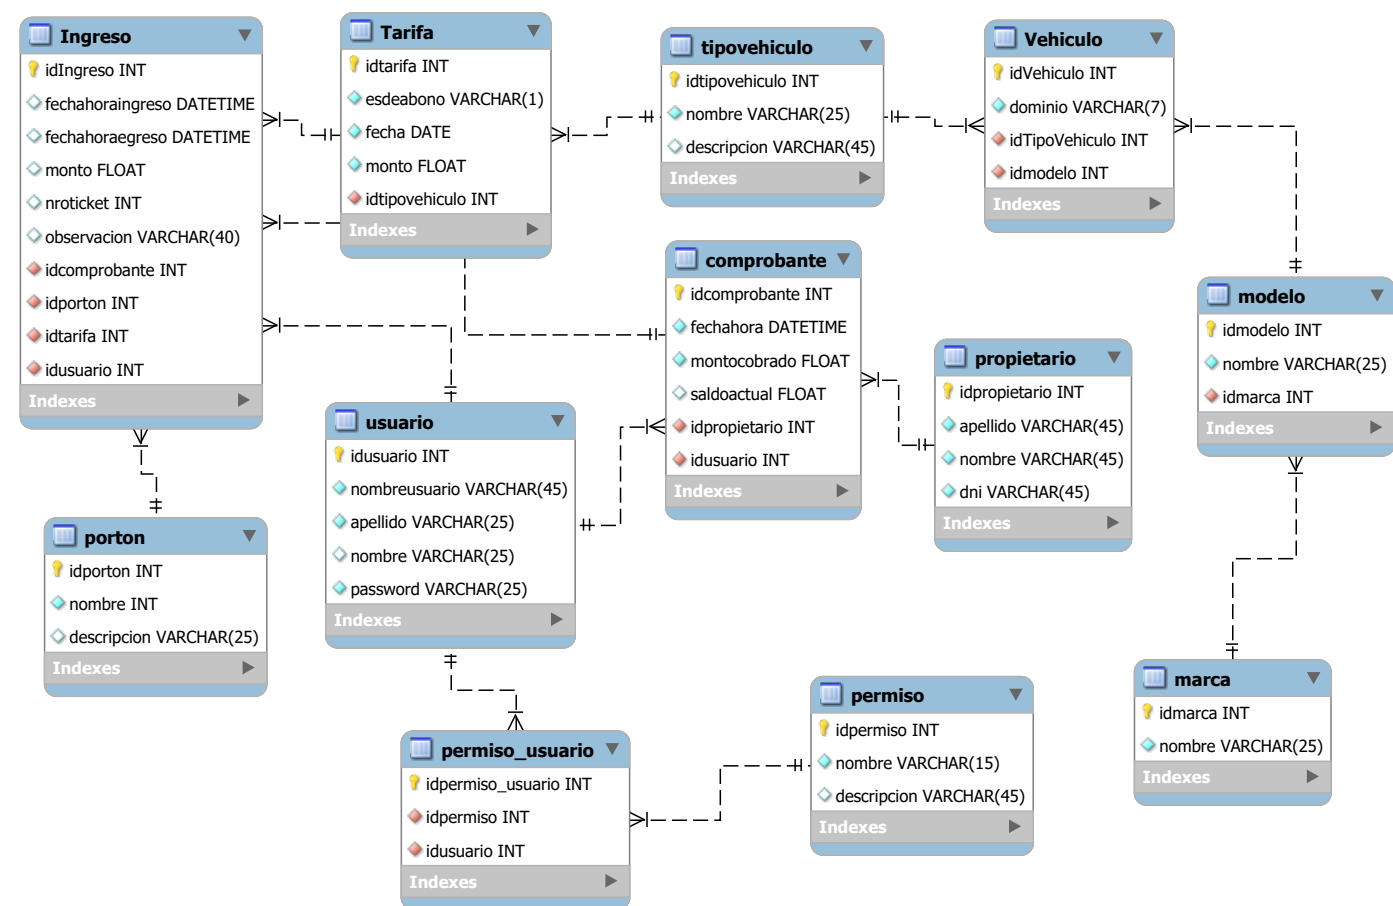 Ingreso
idIngreso INT
fechahoraingreso DATETIME
fechahoraegreso DATETIME
monto FLOAT
nroticket INT
observacion VARCHAR(40)
idcomprobante INT
idporton INT
idtarifa INT
idusuario INT
Indexes
Tarifa
idtarifa INT
esdeabono VARCHAR(1)
fecha DATE
monto FLOAT
idtipovehiculo INT
Indexes
tipovehiculo
idtipovehiculo INT
nombre VARCHAR(25)
descripcion VARCHAR(45)
Indexes
Vehiculo
idVehiculo INT
dominio VARCHAR(7)
idTipoVehiculo INT
idmodelo INT
Indexes
comprobante
idcomprobante INT
fechahora DATETIME
montocobrado FLOAT
saldoactual FLOAT
idpropietario INT
idusuario INT
Indexes
modelo
idmodelo INT
nombre VARCHAR(25)
idmarca INT
Indexes
propietario
idpropietario INT
apellido VARCHAR(45)
nombre VARCHAR(45)
dni VARCHAR(45)
Indexes
usuario
idusuario INT
nombreusuario VARCHAR(45)
apellido VARCHAR(25)
nombre VARCHAR(25)
password VARCHAR(25)
Indexes
porton
idporton INT
nombre INT
descripcion VARCHAR(25)
Indexes
marca
idmarca INT
nombre VARCHAR(25)
Indexes
permiso
idpermiso INT
nombre VARCHAR(15)
descripcion VARCHAR(45)
Indexes
permiso_usuario
idpermiso_usuario INT
idpermiso INT
idusuario INT
Indexes